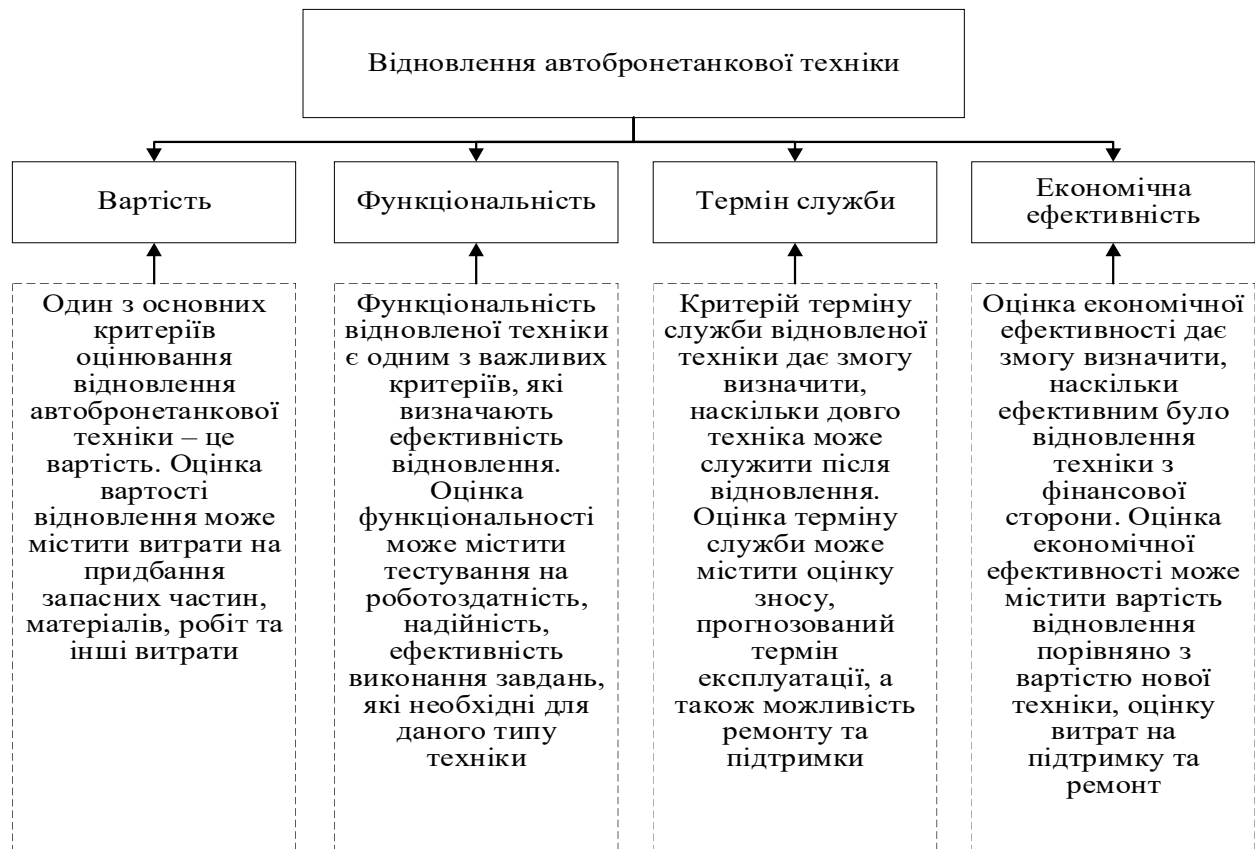 Відновлення автобронетанкової техніки
Вартість
Функціональність
Термін служби
Економічна
ефективність
Один з основних
критеріїв
оцінювання
відновлення
автобронетанкової
техніки – це
вартість. Оцінка
вартості
відновлення може
містити витрати на
придбання
запасних частин,
матеріалів, робіт та
інші витрати
Функціональність
відновленої техніки
є одним з важливих
критеріїв, які
визначають
ефективність
відновлення.
Оцінка
функціональності
може містити
тестування на
роботоздатність,
надійність,
ефективність
виконання завдань,
які необхідні для
даного типу
техніки
Критерій терміну
служби відновленої
техніки дає змогу
визначити,
наскільки довго
техніка може
служити після
відновлення.
Оцінка терміну
служби може
містити оцінку
зносу,
прогнозований
термін
експлуатації, а
також можливість
ремонту та
підтримки
Оцінка економічної
ефективності дає
змогу визначити,
наскільки
ефективним було
відновлення
техніки з
фінансової
сторони. Оцінка
економічної
ефективності може
містити вартість
відновлення
порівняно з
вартістю нової
техніки, оцінку
витрат на
підтримку та
ремонт